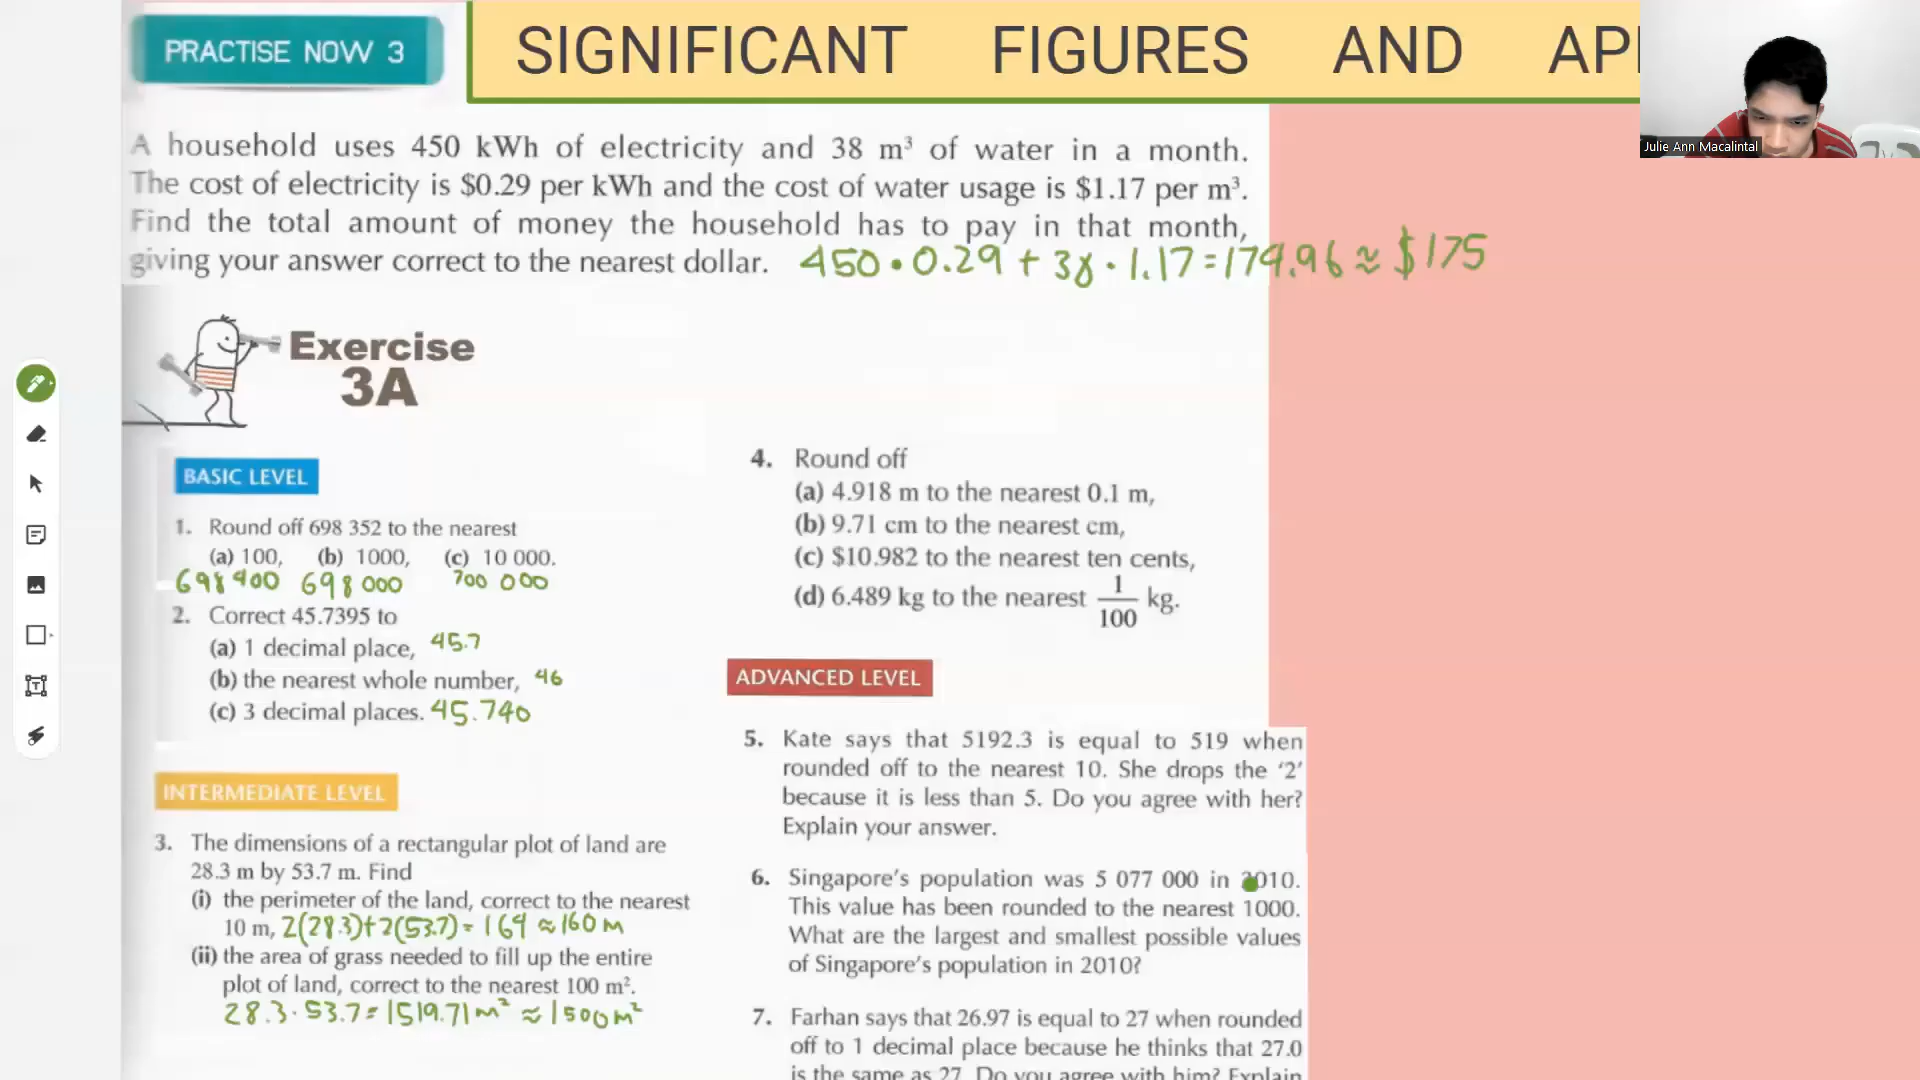 PRACTISE NOW 3
SIGNIFICANT FIGURES AND
Julie Ann Macalintal
A household uses 450 kWh of electricity and 38 m³ of water in a month.
The cost of electricity is $0.29 per kWh and the cost of water usage is $1.17 per m³.
Find the total amount of money the household has to pay in that month,
giving your answer correct to the nearest dollar. 450 • 0.29 + 38 · 1.17 = 174.96 ≈ $175
Exercise
3A
BASIC LEVEL
1. Round off 698 352 to the nearest
(a) 100, (b) 1000, (c) 10 000.
698 400 698 000 700 000
2. Correct 45.7395 to
(a) 1 decimal place, 45.7
(b) the nearest whole number, 46
(c) 3 decimal places. 45.740
INTERMEDIATE LEVEL
3. The dimensions of a rectangular plot of land are
28.3 m by 53.7 m. Find
(i) the perimeter of the land, correct to the nearest
10 m, 2(28.3)+2(53.7) = 164 ≈ 160 m
(ii) the area of grass needed to fill up the entire
plot of land, correct to the nearest 100 m².
28.3 · 53.7 = 1519.71 m² ≈ 1500 m²
4. Round off
(a) 4.918 m to the nearest 0.1 m,
(b) 9.71 cm to the nearest cm,
(c) $10.982 to the nearest ten cents,
(d) 6.489 kg to the nearest 1/100 kg.
ADVANCED LEVEL
5. Kate says that 5192.3 is equal to 519 when
rounded off to the nearest 10. She drops the ‘2’
because it is less than 5. Do you agree with her?
Explain your answer.
6. Singapore’s population was 5 077 000 in 2010.
This value has been rounded to the nearest 1000.
What are the largest and smallest possible values
of Singapore’s population in 2010?
7. Farhan says that 26.97 is equal to 27 when rounded
off to 1 decimal place because he thinks that 27.0
is the same as 27. Do you agree with him? Explain